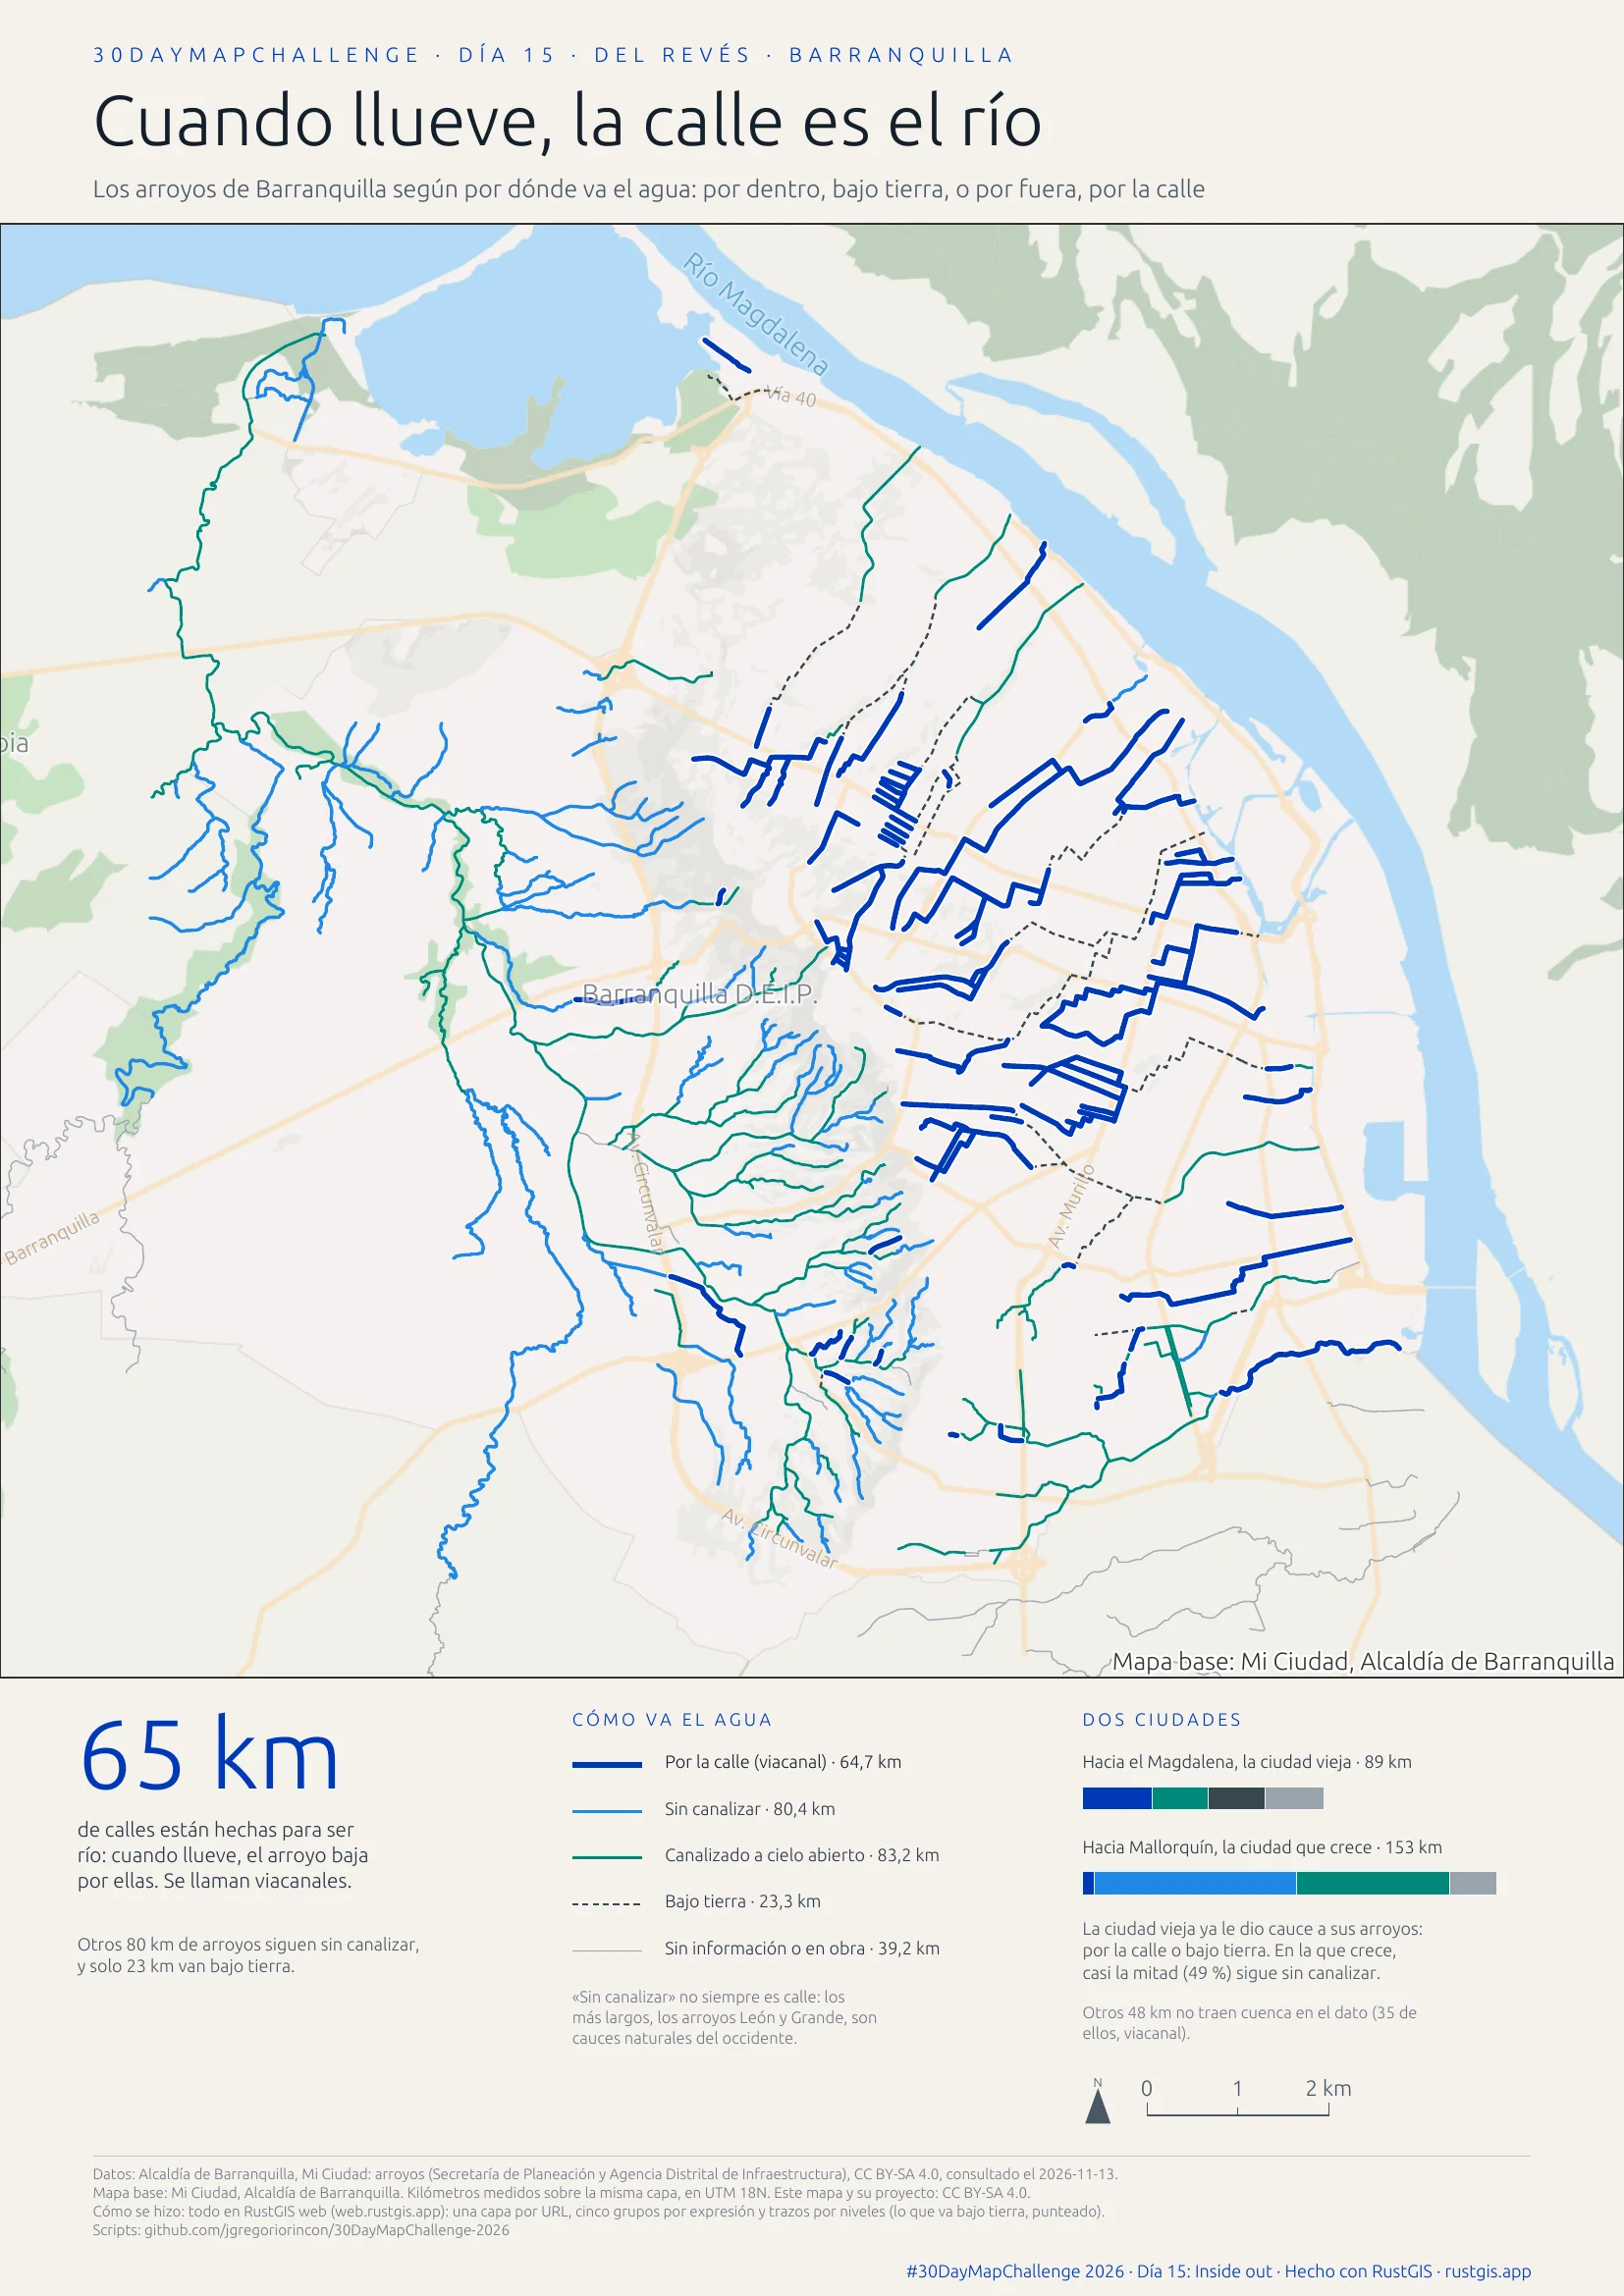 30DAYMAPCHALLENGE · DÍA 15 · DEL REVÉS · BARRANQUILLA
Cuando llueve, la calle es el río
Los arroyos de Barranquilla según por dónde va el agua: por dentro, bajo tierra, o por fuera, por la calle
Río Magdalena
Vía 40
bia
Barranquilla D.E.I.P.
Av. Circunvalar
Av. Murillo
Barranquilla
Av. Circunvalar
Mapa base: Mi Ciudad, Alcaldía de Barranquilla
65 km
de calles están hechas para ser
río: cuando llueve, el arroyo baja
por ellas. Se llaman viacanales.
Otros 80 km de arroyos siguen sin canalizar,
y solo 23 km van bajo tierra.
CÓMO VA EL AGUA
Por la calle (viacanal) · 64,7 km
Sin canalizar · 80,4 km
Canalizado a cielo abierto · 83,2 km
Bajo tierra · 23,3 km
Sin información o en obra · 39,2 km
«Sin canalizar» no siempre es calle: los
más largos, los arroyos León y Grande, son
cauces naturales del occidente.
DOS CIUDADES
Hacia el Magdalena, la ciudad vieja · 89 km
Hacia Mallorquín, la ciudad que crece · 153 km
La ciudad vieja ya le dio cauce a sus arroyos:
por la calle o bajo tierra. En la que crece,
casi la mitad (49 %) sigue sin canalizar.
Otros 48 km no traen cuenca en el dato (35 de
ellos, viacanal).
N
0 1 2 km
Datos: Alcaldía de Barranquilla, Mi Ciudad: arroyos (Secretaría de Planeación y Agencia Distrital de Infraestructura), CC BY-SA 4.0, consultado el 2026-11-13.
Mapa base: Mi Ciudad, Alcaldía de Barranquilla. Kilómetros medidos sobre la misma capa, en UTM 18N. Este mapa y su proyecto: CC BY-SA 4.0.
Cómo se hizo: todo en RustGIS web (web.rustgis.app): una capa por URL, cinco grupos por expresión y trazos por niveles (lo que va bajo tierra, punteado).
Scripts: github.com/jgregoriorincon/30DayMapChallenge-2026
#30DayMapChallenge 2026 · Día 15: Inside out · Hecho con RustGIS · rustgis.app